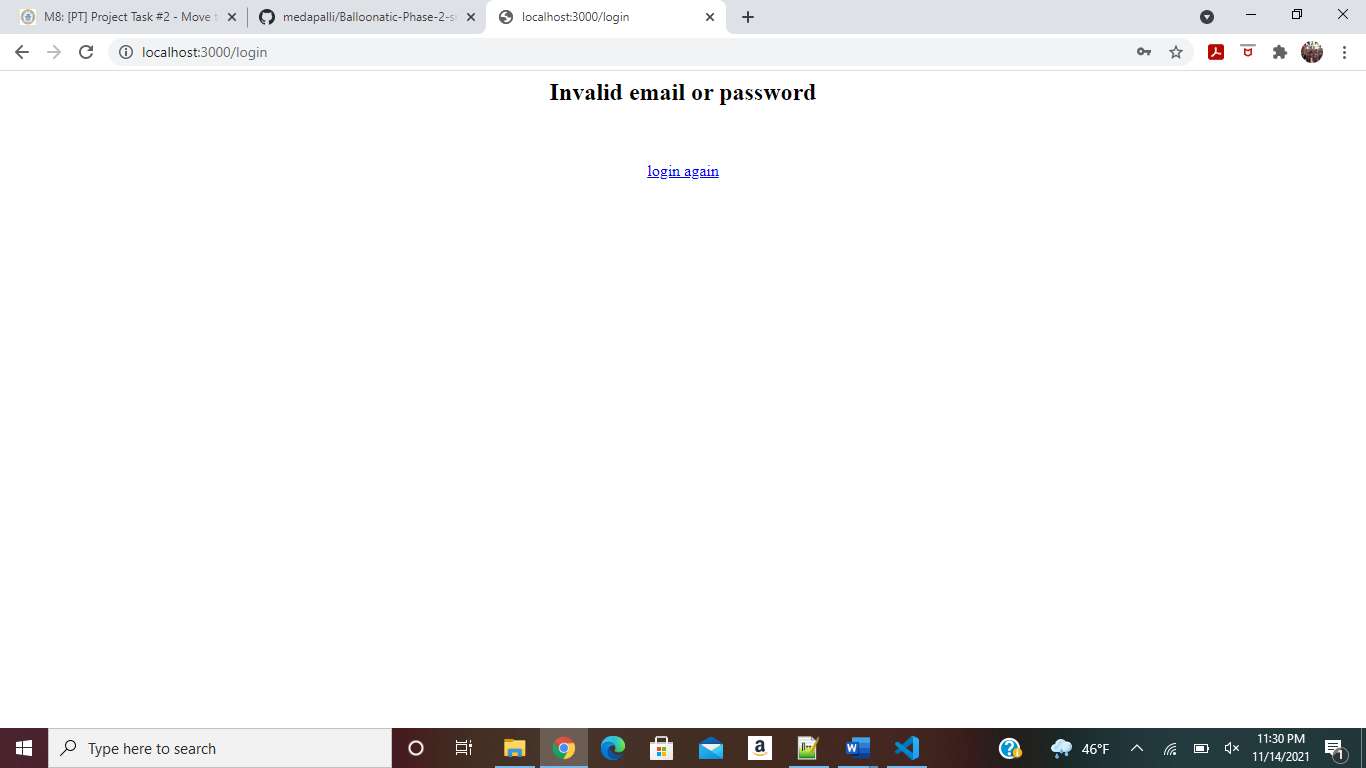 M8: [PT] Project Task #2 - Move t
medapalli/Balloonatic-Phase-2-s
localhost:3000/login
localhost:3000/login
Invalid email or password
login again
Type here to search
46°F
11:30 PM
11/14/2021
1